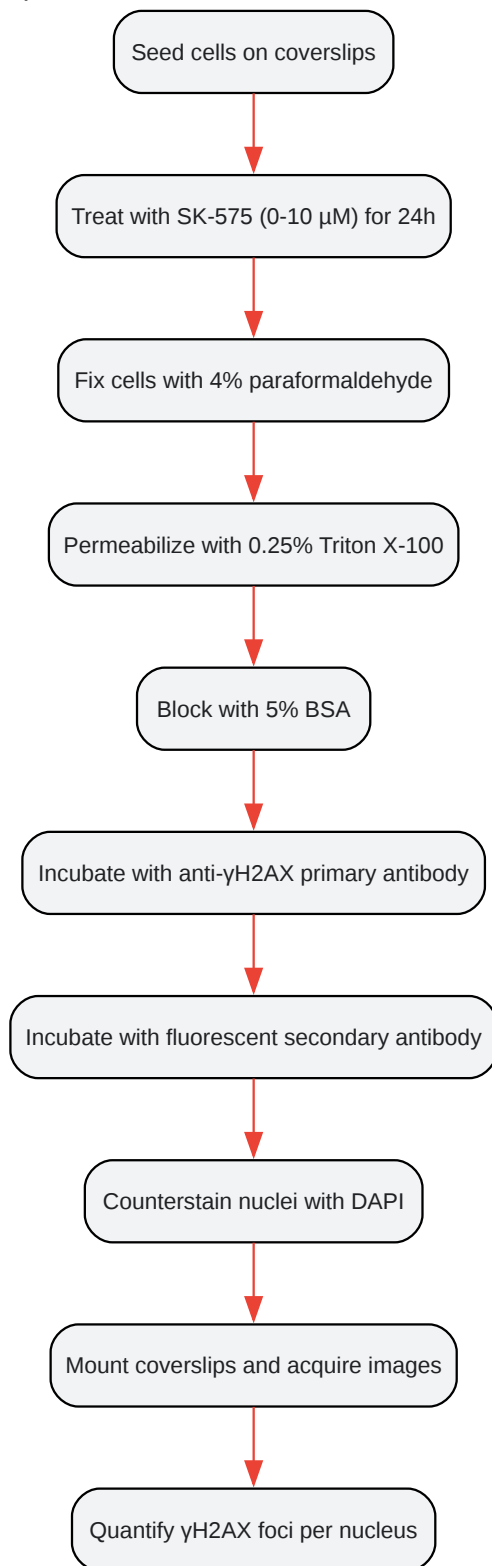 Seed cells on coverslips
Treat with SK-575 (0-10 µM) for 24h
Fix cells with 4% paraformaldehyde
Permeabilize with 0.25% Triton X-100
Block with 5% BSA
Incubate with anti-γH2AX primary antibody
Incubate with fluorescent secondary antibody
Counterstain nuclei with DAPI
Mount coverslips and acquire images
Quantify γH2AX foci per nucleus